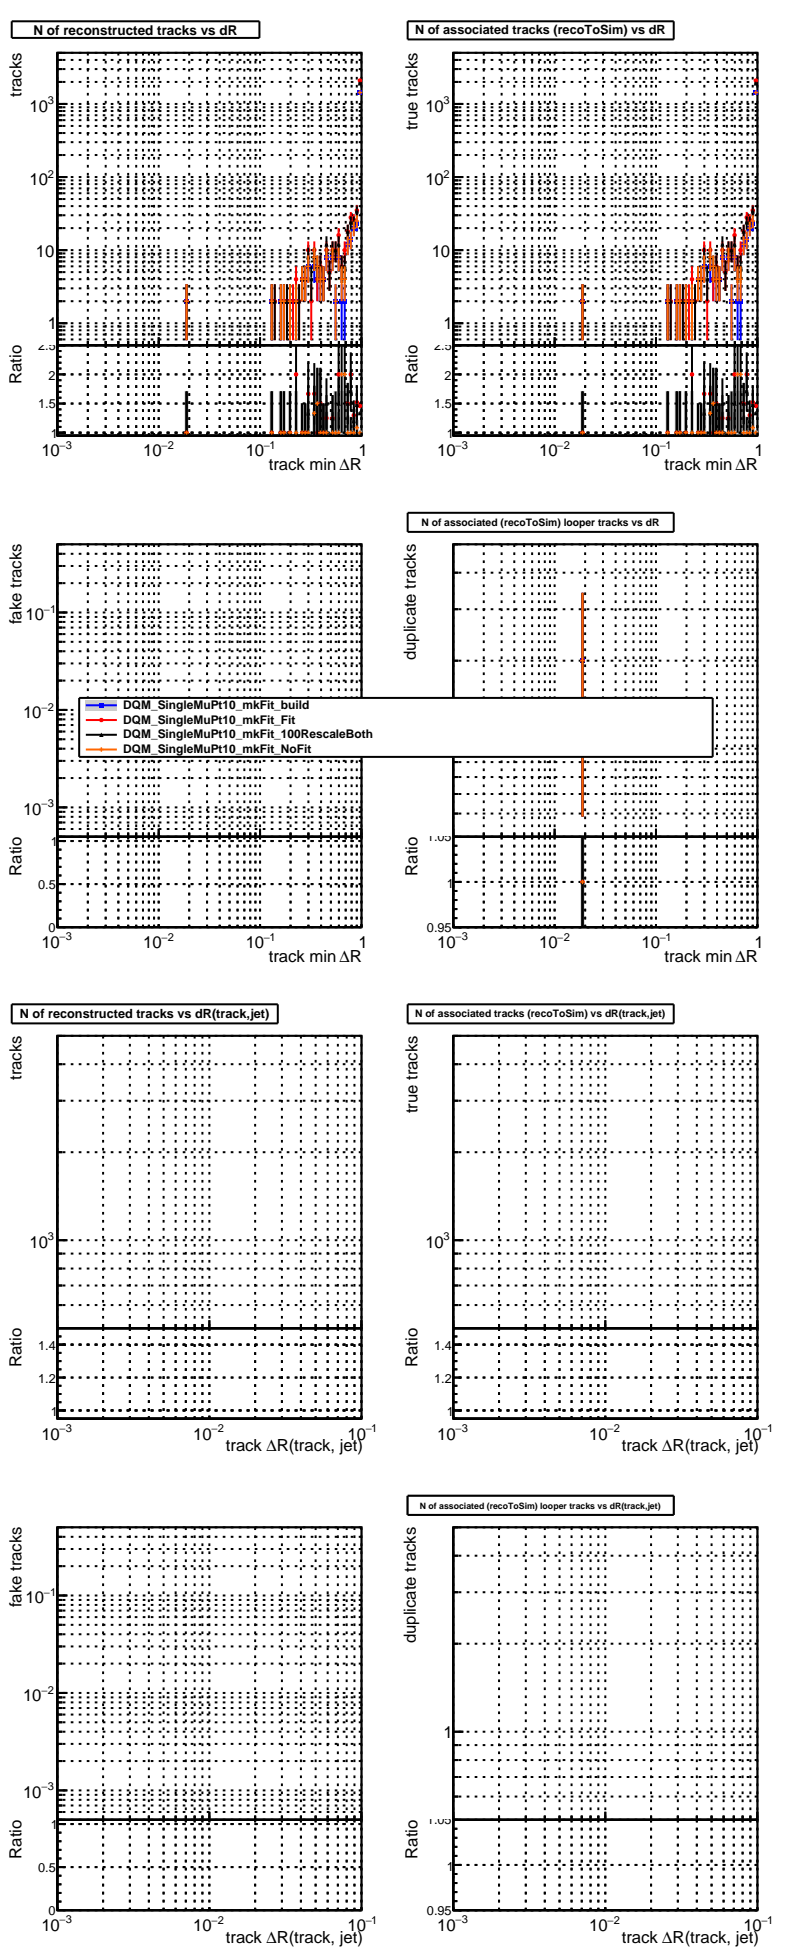 N of reconstructed tracks vs dR
tracks
10³
10²
10
1
Ratio
2.5
2
1.5
1
10⁻³ 10⁻² 10⁻¹ 1
track min ΔR
N of associated tracks (recoToSim) vs dR
true tracks
10³
10²
10
1
Ratio
2.5
2
1.5
1
10⁻³ 10⁻² 10⁻¹ 1
track min ΔR
fake tracks
10⁻¹
10⁻²
10⁻³
Ratio
1
0.5
0
10⁻³ 10⁻² 10⁻¹ 1
track min ΔR
N of associated (recoToSim) looper tracks vs dR
duplicate tracks
Ratio
1.05
1
0.95
10⁻³ 10⁻² 10⁻¹ 1
track min ΔR
DQM_SingleMuPt10_mkFit_build
DQM_SingleMuPt10_mkFit_Fit
DQM_SingleMuPt10_mkFit_100RescaleBoth
DQM_SingleMuPt10_mkFit_NoFit
N of reconstructed tracks vs dR(track,jet)
tracks
10³
Ratio
1.4
1.2
1
10⁻³ 10⁻² 10⁻¹
track ΔR(track, jet)
N of associated tracks (recoToSim) vs dR(track,jet)
true tracks
10³
Ratio
1.4
1.2
1
10⁻³ 10⁻² 10⁻¹
track ΔR(track, jet)
fake tracks
10⁻¹
10⁻²
10⁻³
Ratio
1
0.5
0
10⁻³ 10⁻² 10⁻¹
track ΔR(track, jet)
N of associated (recoToSim) looper tracks vs dR(track,jet)
duplicate tracks
1
Ratio
1.05
1
0.95
10⁻³ 10⁻² 10⁻¹
track ΔR(track, jet)